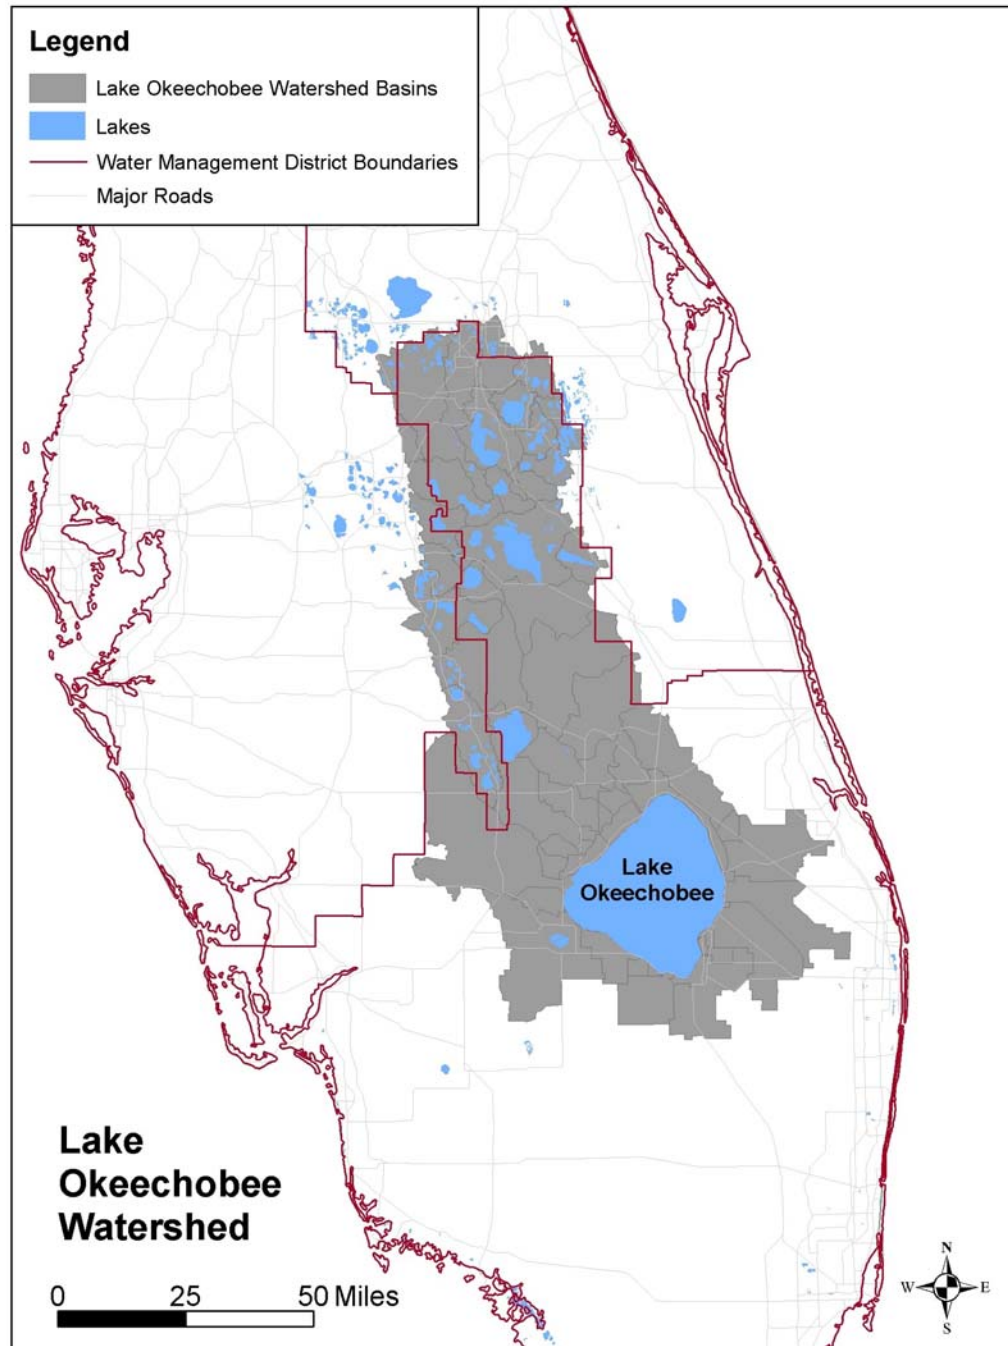 Legend
Lake Okeechobee Watershed Basins
Lakes
Water Management District Boundaries
Major Roads
Lake
Okeechobee
Lake
Okeechobee
Watershed
0 25 50 Miles
N
W E
S